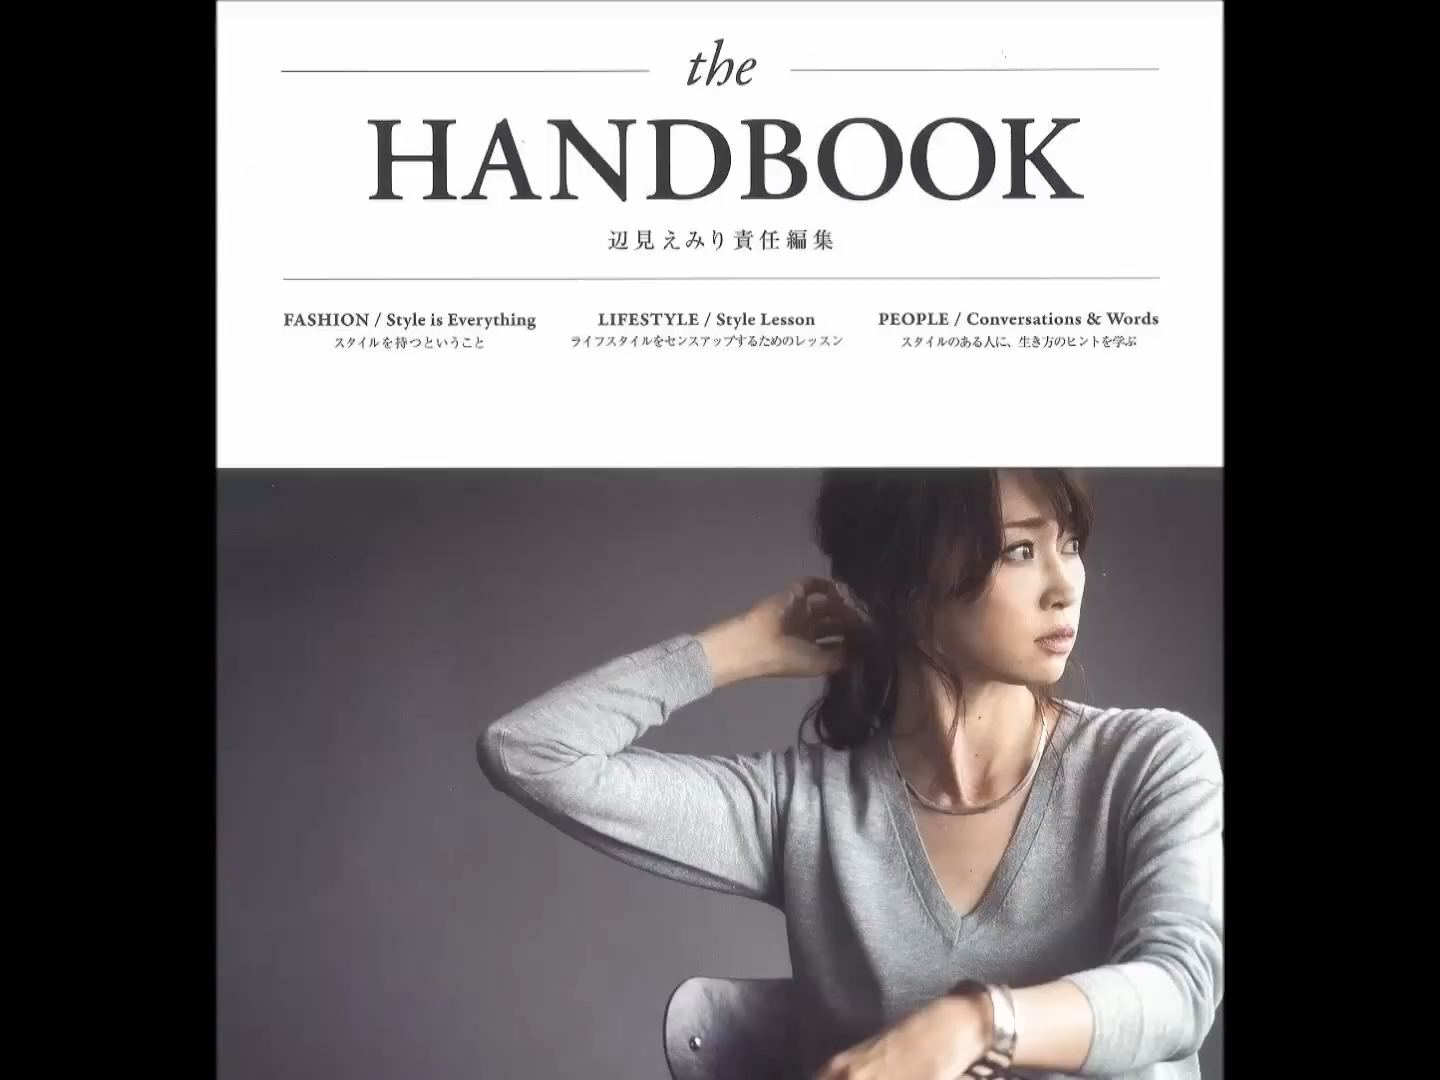 the
HANDBOOK
辺見えみり責任編集
FASHION / Style is Everything
スタイルを持つということ
LIFESTYLE / Style Lesson
ライフスタイルをセンスアップするためのレッスン
PEOPLE / Conversations & Words
スタイルのある人に、生き方のヒントを学ぶ